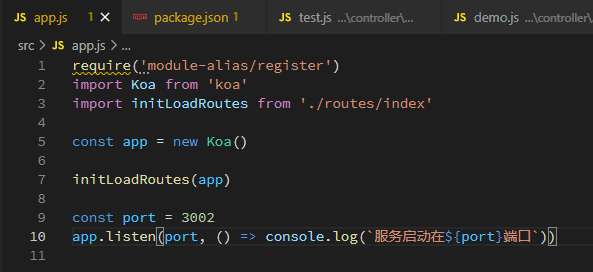 JS app.js 1 ×
npm package.json 1
JS test.js ...\controller\...
JS demo.js ...\controller\...
src > JS app.js > ...
1 require('module-alias/register')
2 import Koa from 'koa'
3 import initLoadRoutes from './routes/index'
4
5 const app = new Koa()
6
7 initLoadRoutes(app)
8
9 const port = 3002
10 app.listen(port, () => console.log(`服务启动在${port}端口`))
11